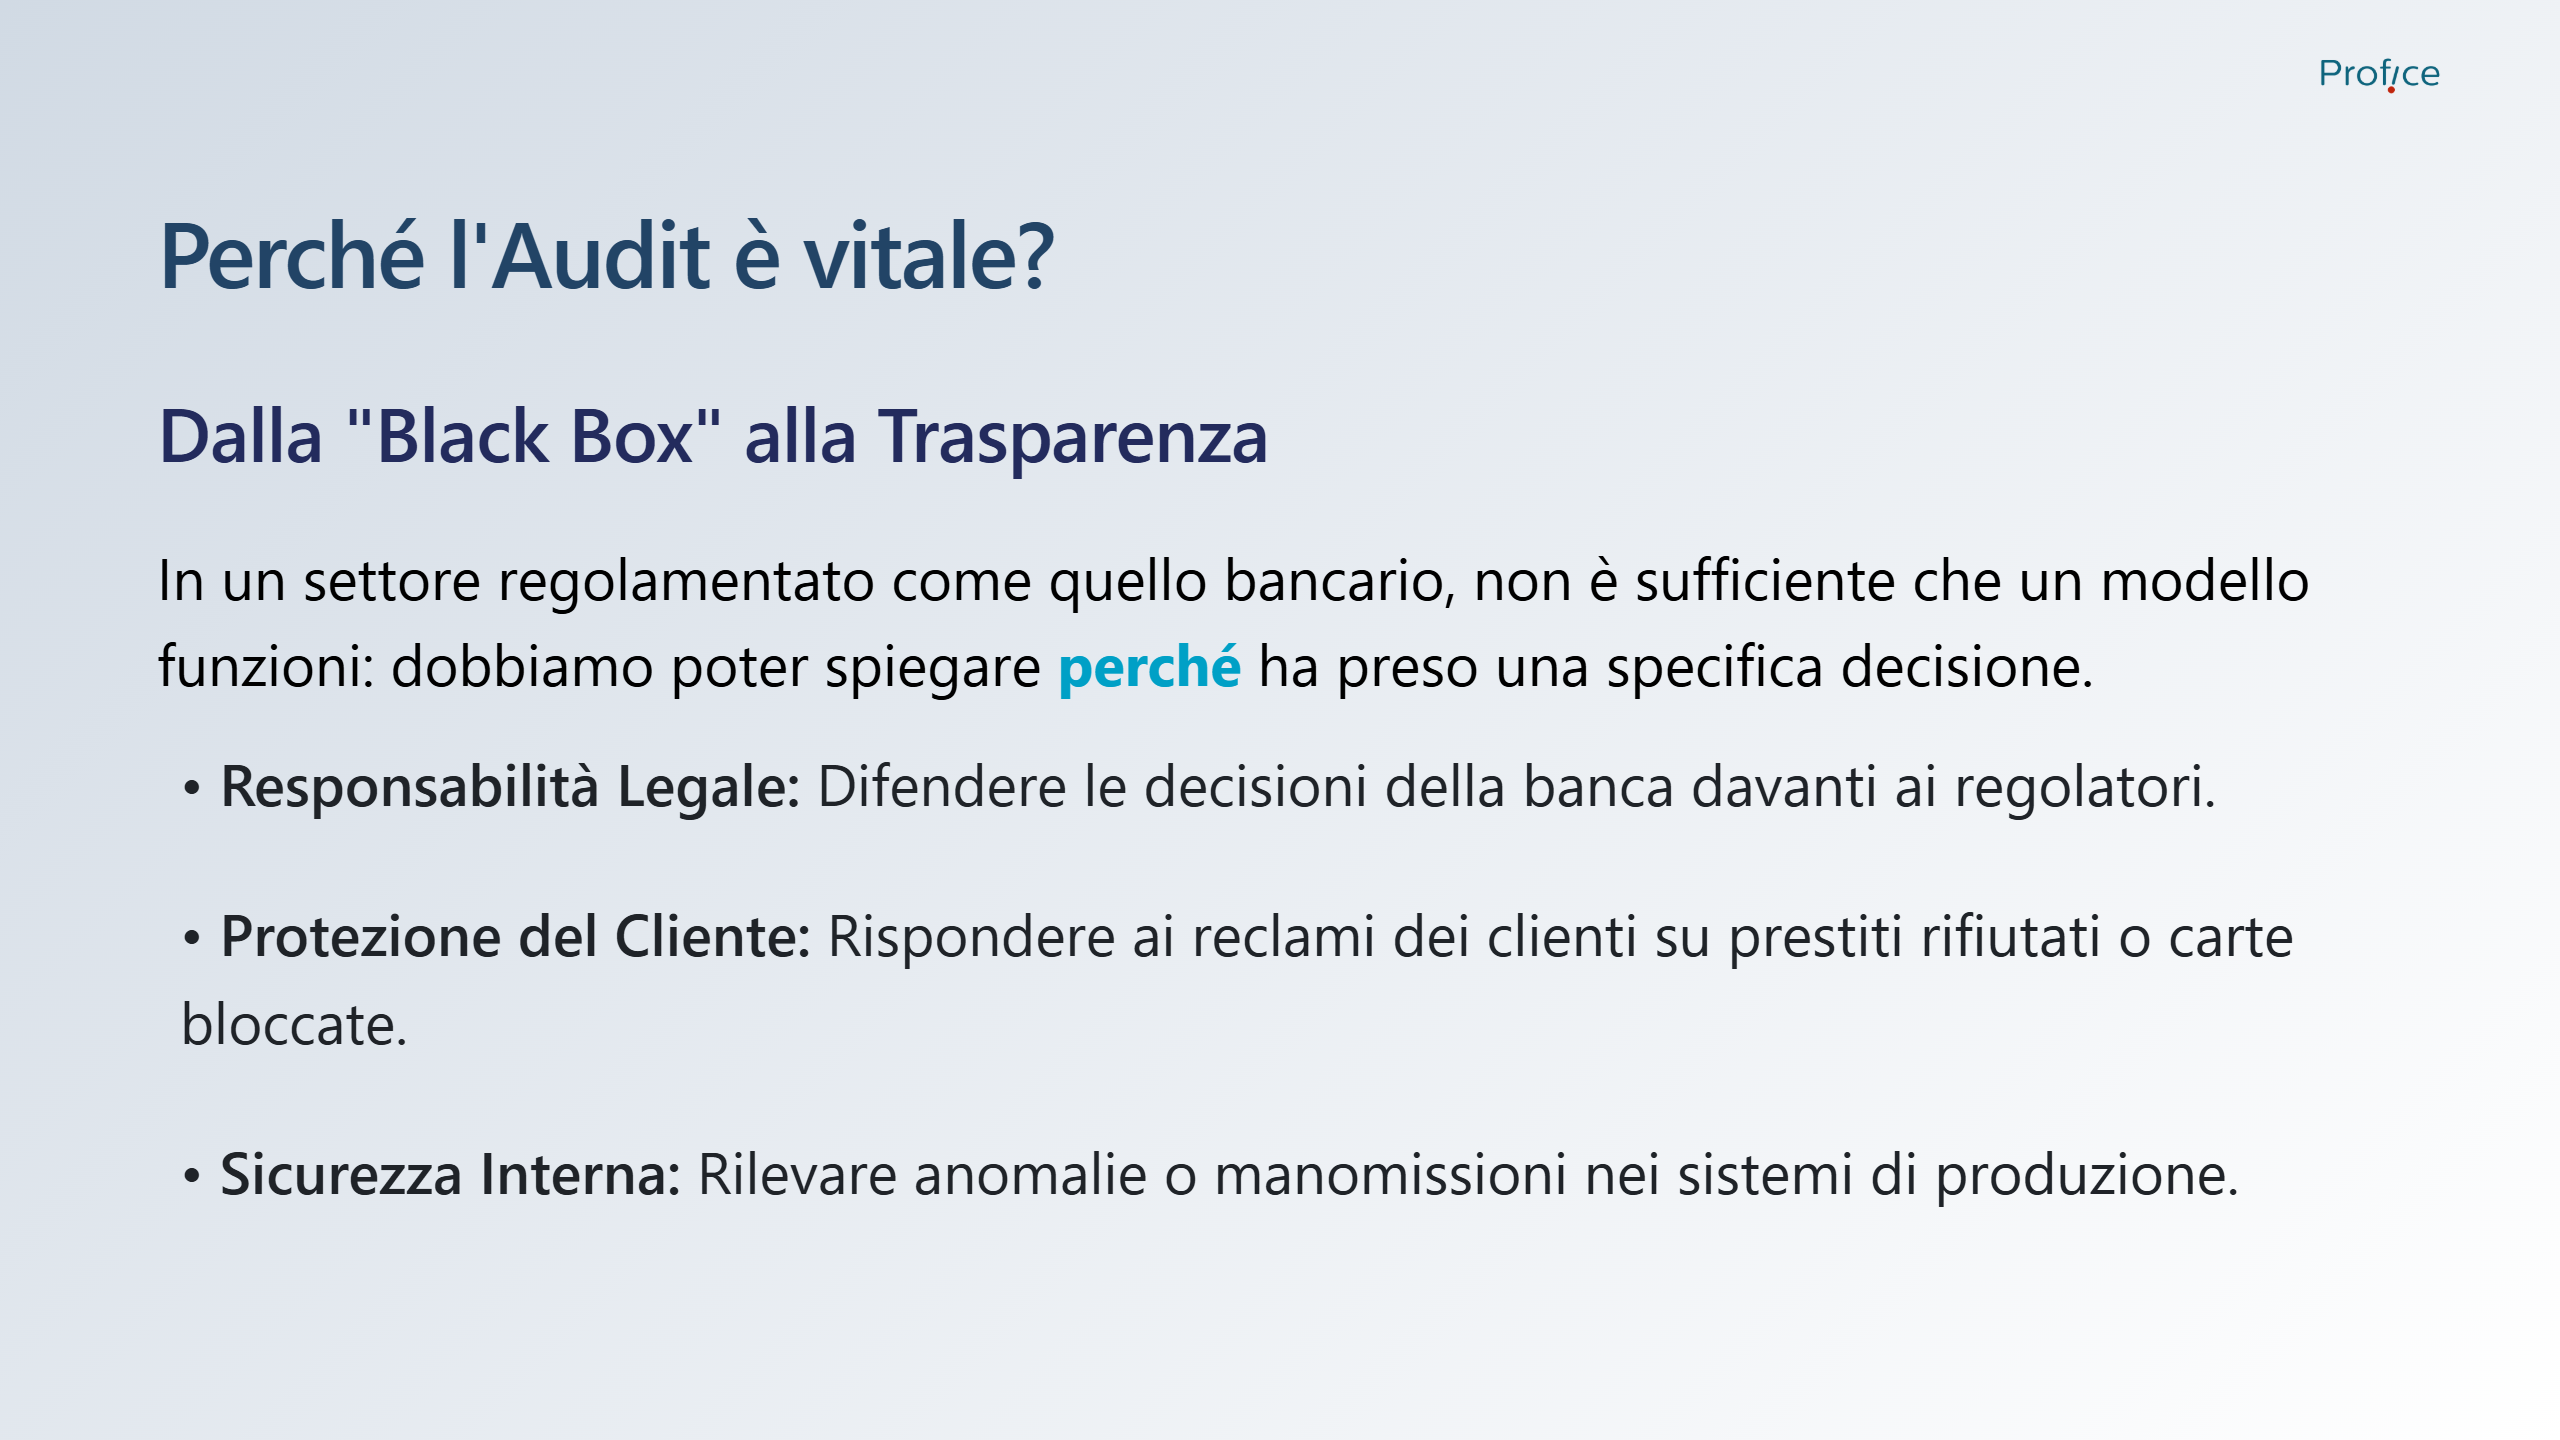 Profice
Perché l'Audit è vitale?
Dalla "Black Box" alla Trasparenza
In un settore regolamentato come quello bancario, non è sufficiente che un modello
funzioni: dobbiamo poter spiegare perché ha preso una specifica decisione.
• Responsabilità Legale: Difendere le decisioni della banca davanti ai regolatori.
• Protezione del Cliente: Rispondere ai reclami dei clienti su prestiti rifiutati o carte
bloccate.
• Sicurezza Interna: Rilevare anomalie o manomissioni nei sistemi di produzione.